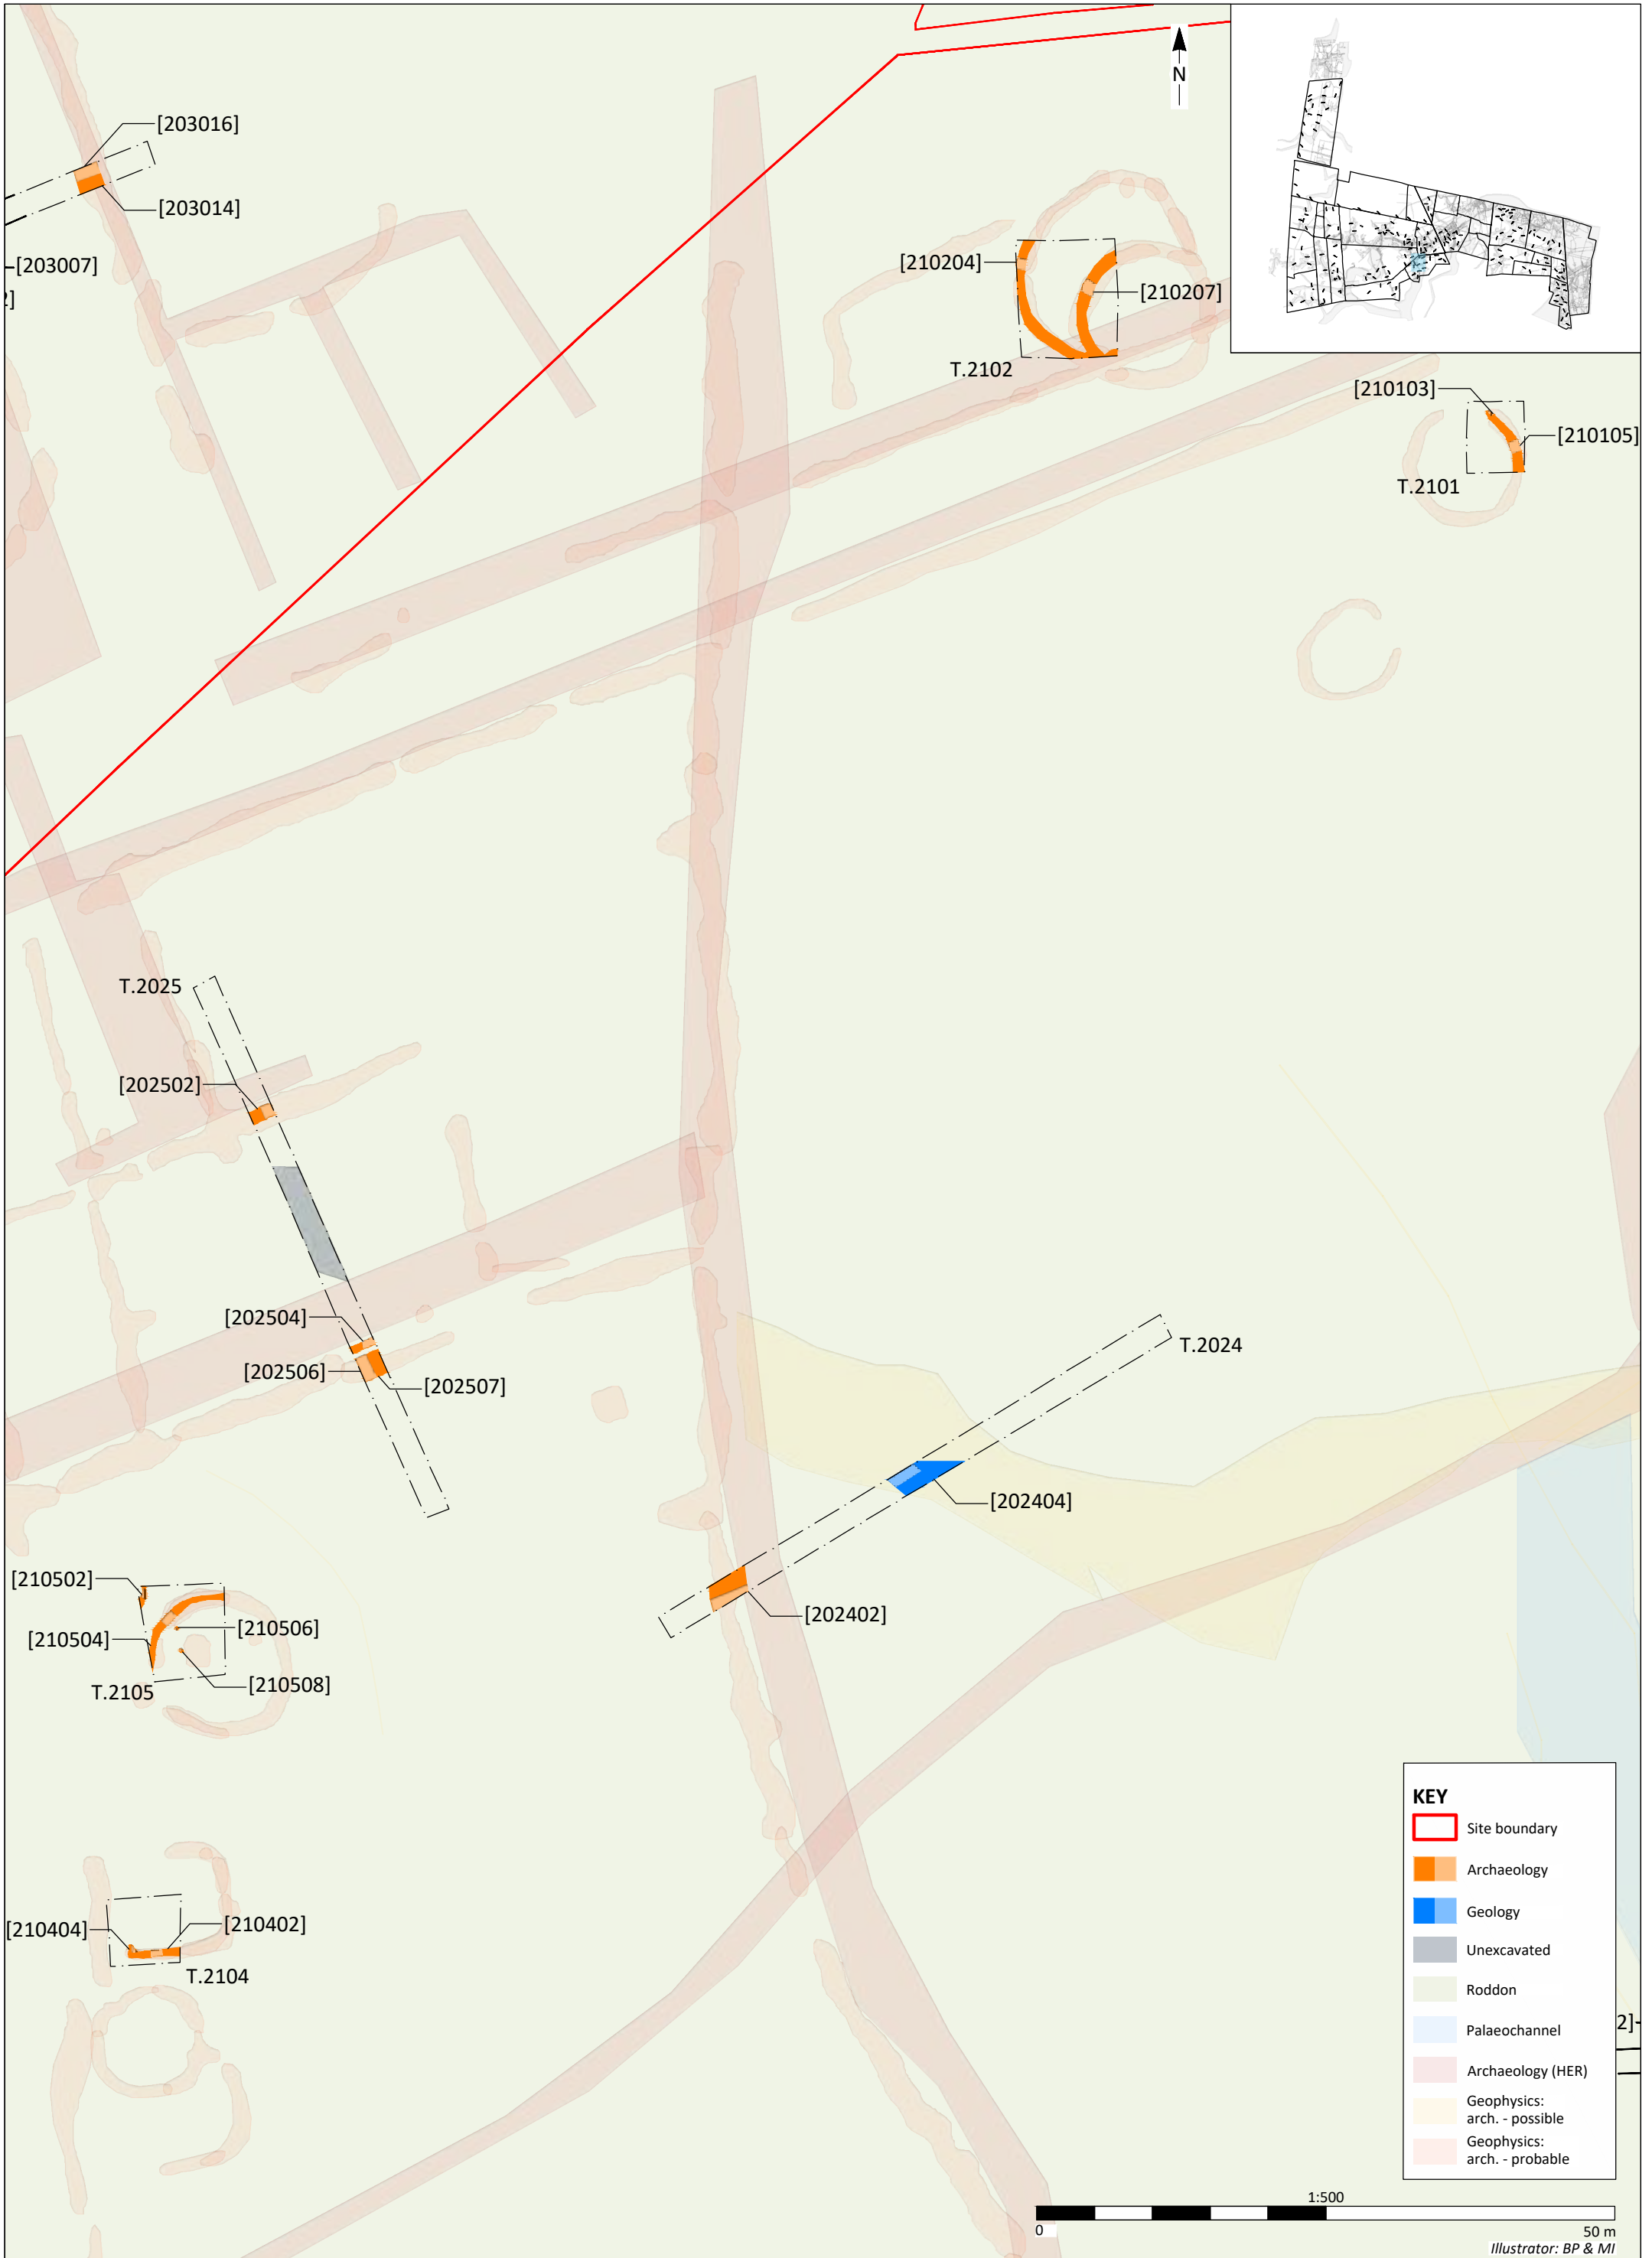 N
[203016]
[203014]
[203007]
2]
[210204]
[210207]
T.2102
[210103]
[210105]
T.2101
T.2025
[202502]
[202504]
[202506]
[202507]
T.2024
[202404]
[202402]
[210502]
[210504]
[210506]
[210508]
T.2105
[210404]
[210402]
T.2104
2]
KEY
Site boundary
Archaeology
Geology
Unexcavated
Roddon
Palaeochannel
Archaeology (HER)
Geophysics:
arch. - possible
Geophysics:
arch. - probable
1:500
0
50 m
Illustrator: BP & MI